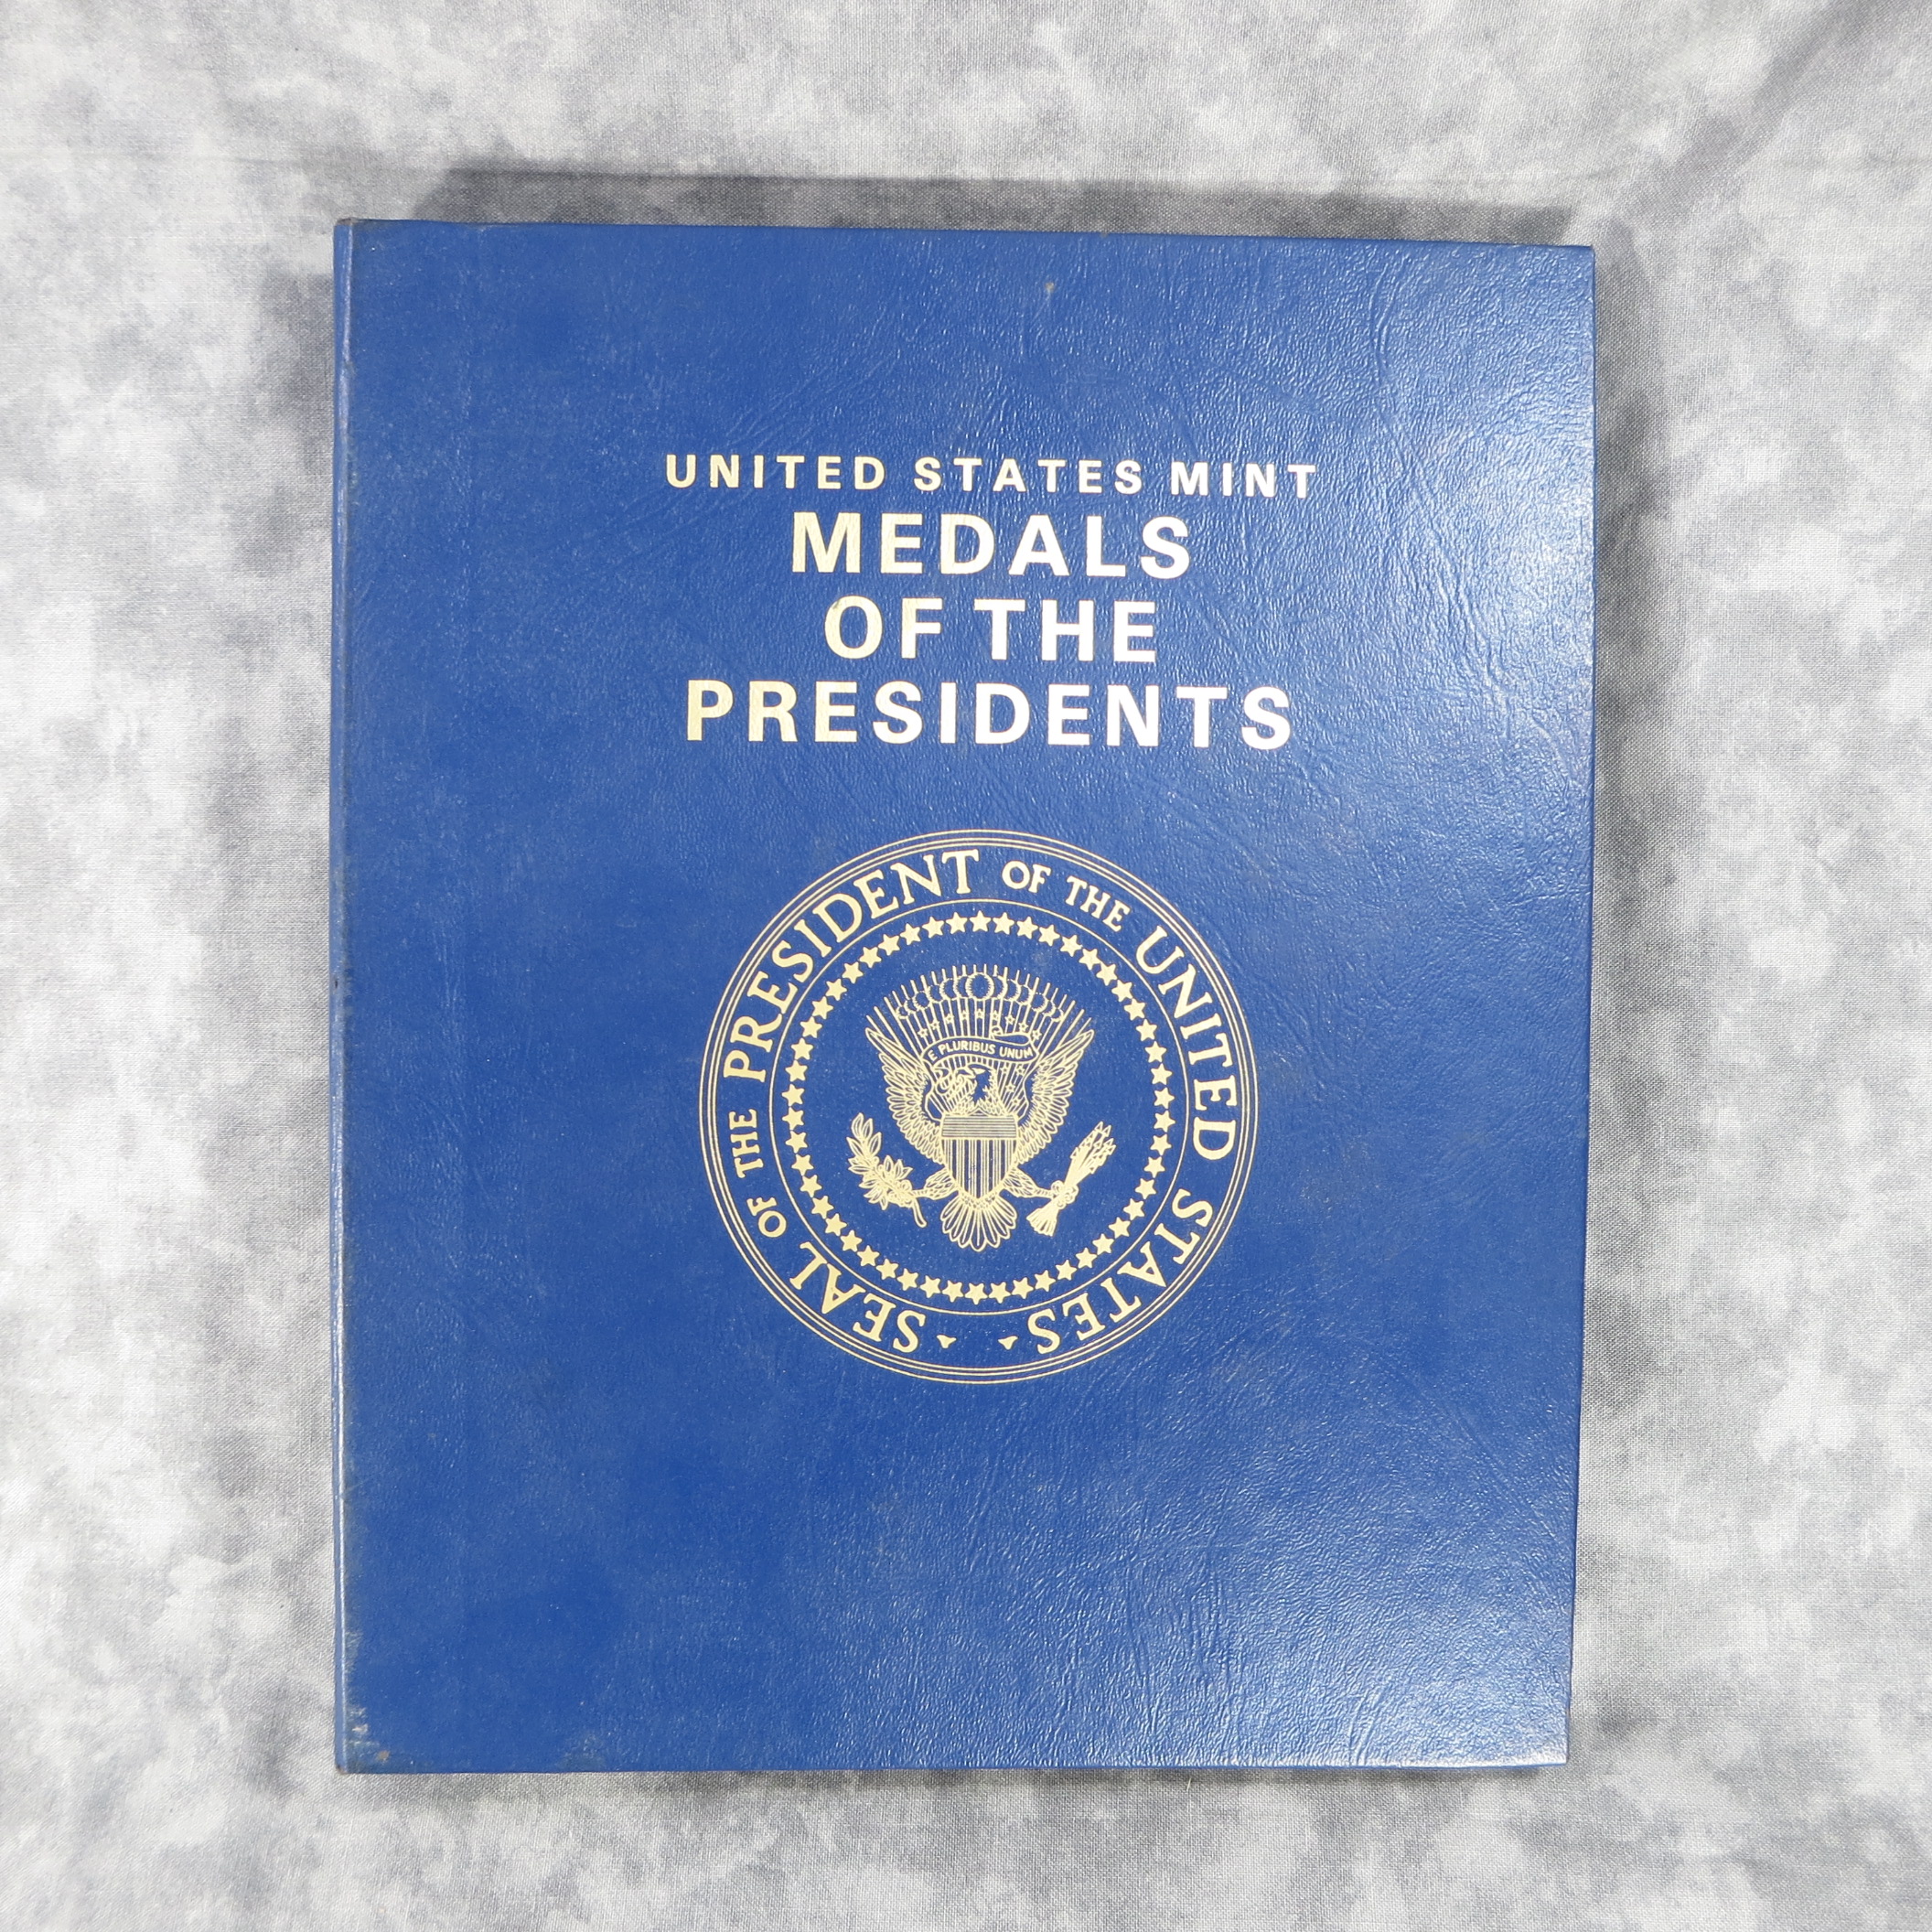 UNITED STATES MINT
MEDALS
OF THE
PRESIDENTS
SEAL OF THE PRESIDENT OF THE UNITED STATES
E PLURIBUS UNUM